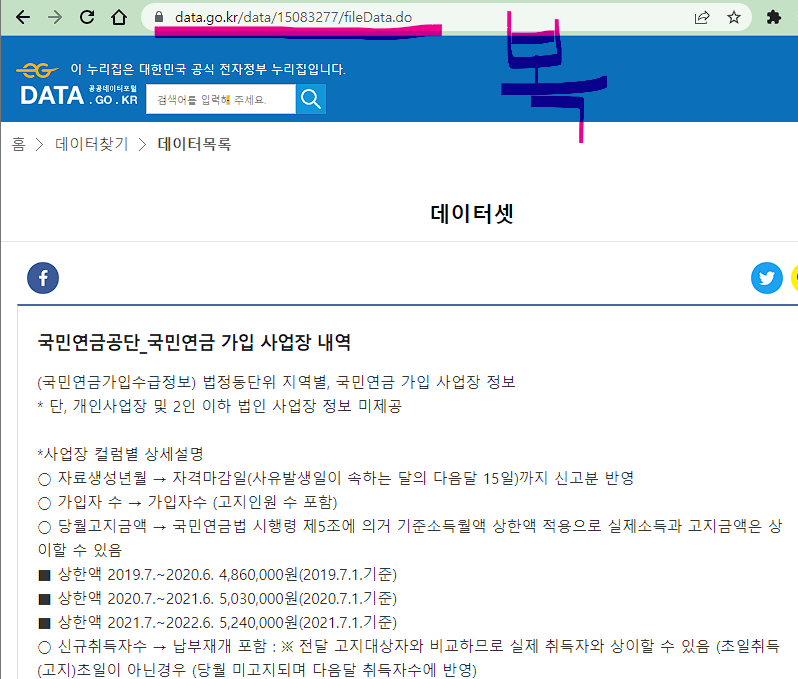 data.go.kr/data/15083277/fileData.do
복
이 누리집은 대한민국 공식 전자정부 누리집입니다.
DATA 공공데이터포털 .GO.KR
검색어를 입력해 주세요.
홈 > 데이터찾기 > 데이터목록
데이터셋
국민연금공단_국민연금 가입 사업장 내역
(국민연금가입수급정보) 법정동단위 지역별, 국민연금 가입 사업장 정보
* 단, 개인사업장 및 2인 이하 법인 사업장 정보 미제공
*사업장 컬럼별 상세설명
○ 자료생성년월 → 자격마감일(사유발생일이 속하는 달의 다음달 15일)까지 신고분 반영
○ 가입자 수 → 가입자수 (고지인원 수 포함)
○ 당월고지금액 → 국민연금법 시행령 제5조에 의거 기준소득월액 상한액 적용으로 실제소득과 고지금액은 상
이할 수 있음
■ 상한액 2019.7.~2020.6. 4,860,000원(2019.7.1.기준)
■ 상한액 2020.7.~2021.6. 5,030,000원(2020.7.1.기준)
■ 상한액 2021.7.~2022.6. 5,240,000원(2021.7.1.기준)
○ 신규취득자수 → 납부재개 포함 : ※ 전달 고지대상자와 비교하므로 실제 취득자와 상이할 수 있음 (초일취득
(고지)초일이 아닌경우 (당월 미고지되며 다음달 취득자수에 반영)